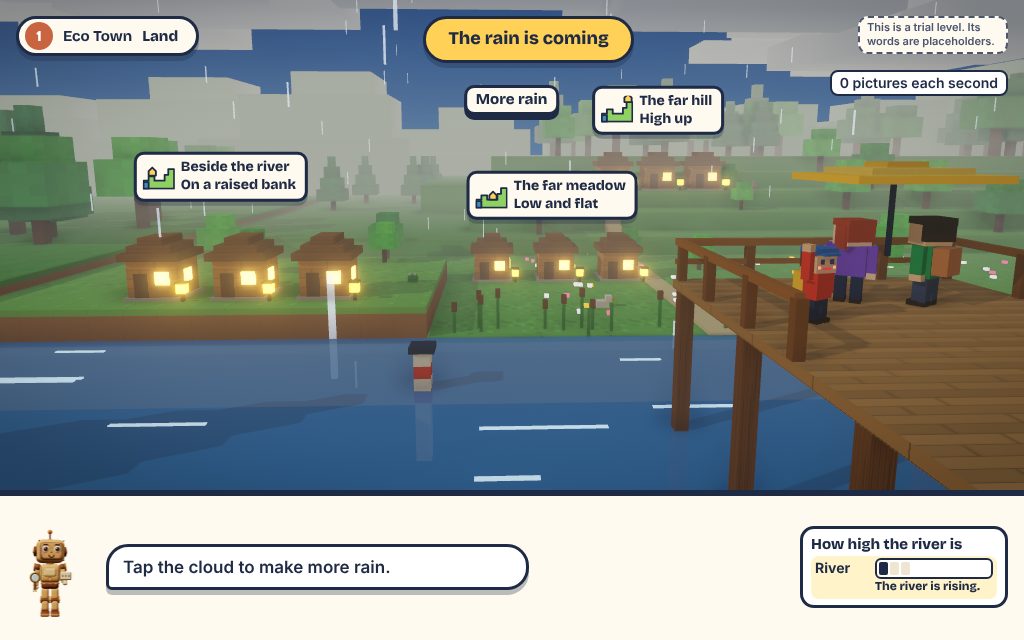 1 Eco Town Land
The rain is coming
This is a trial level. Its
words are placeholders.
0 pictures each second
More rain
The far hill
High up
Beside the river
On a raised bank
The far meadow
Low and flat
Tap the cloud to make more rain.
How high the river is
River
The river is rising.